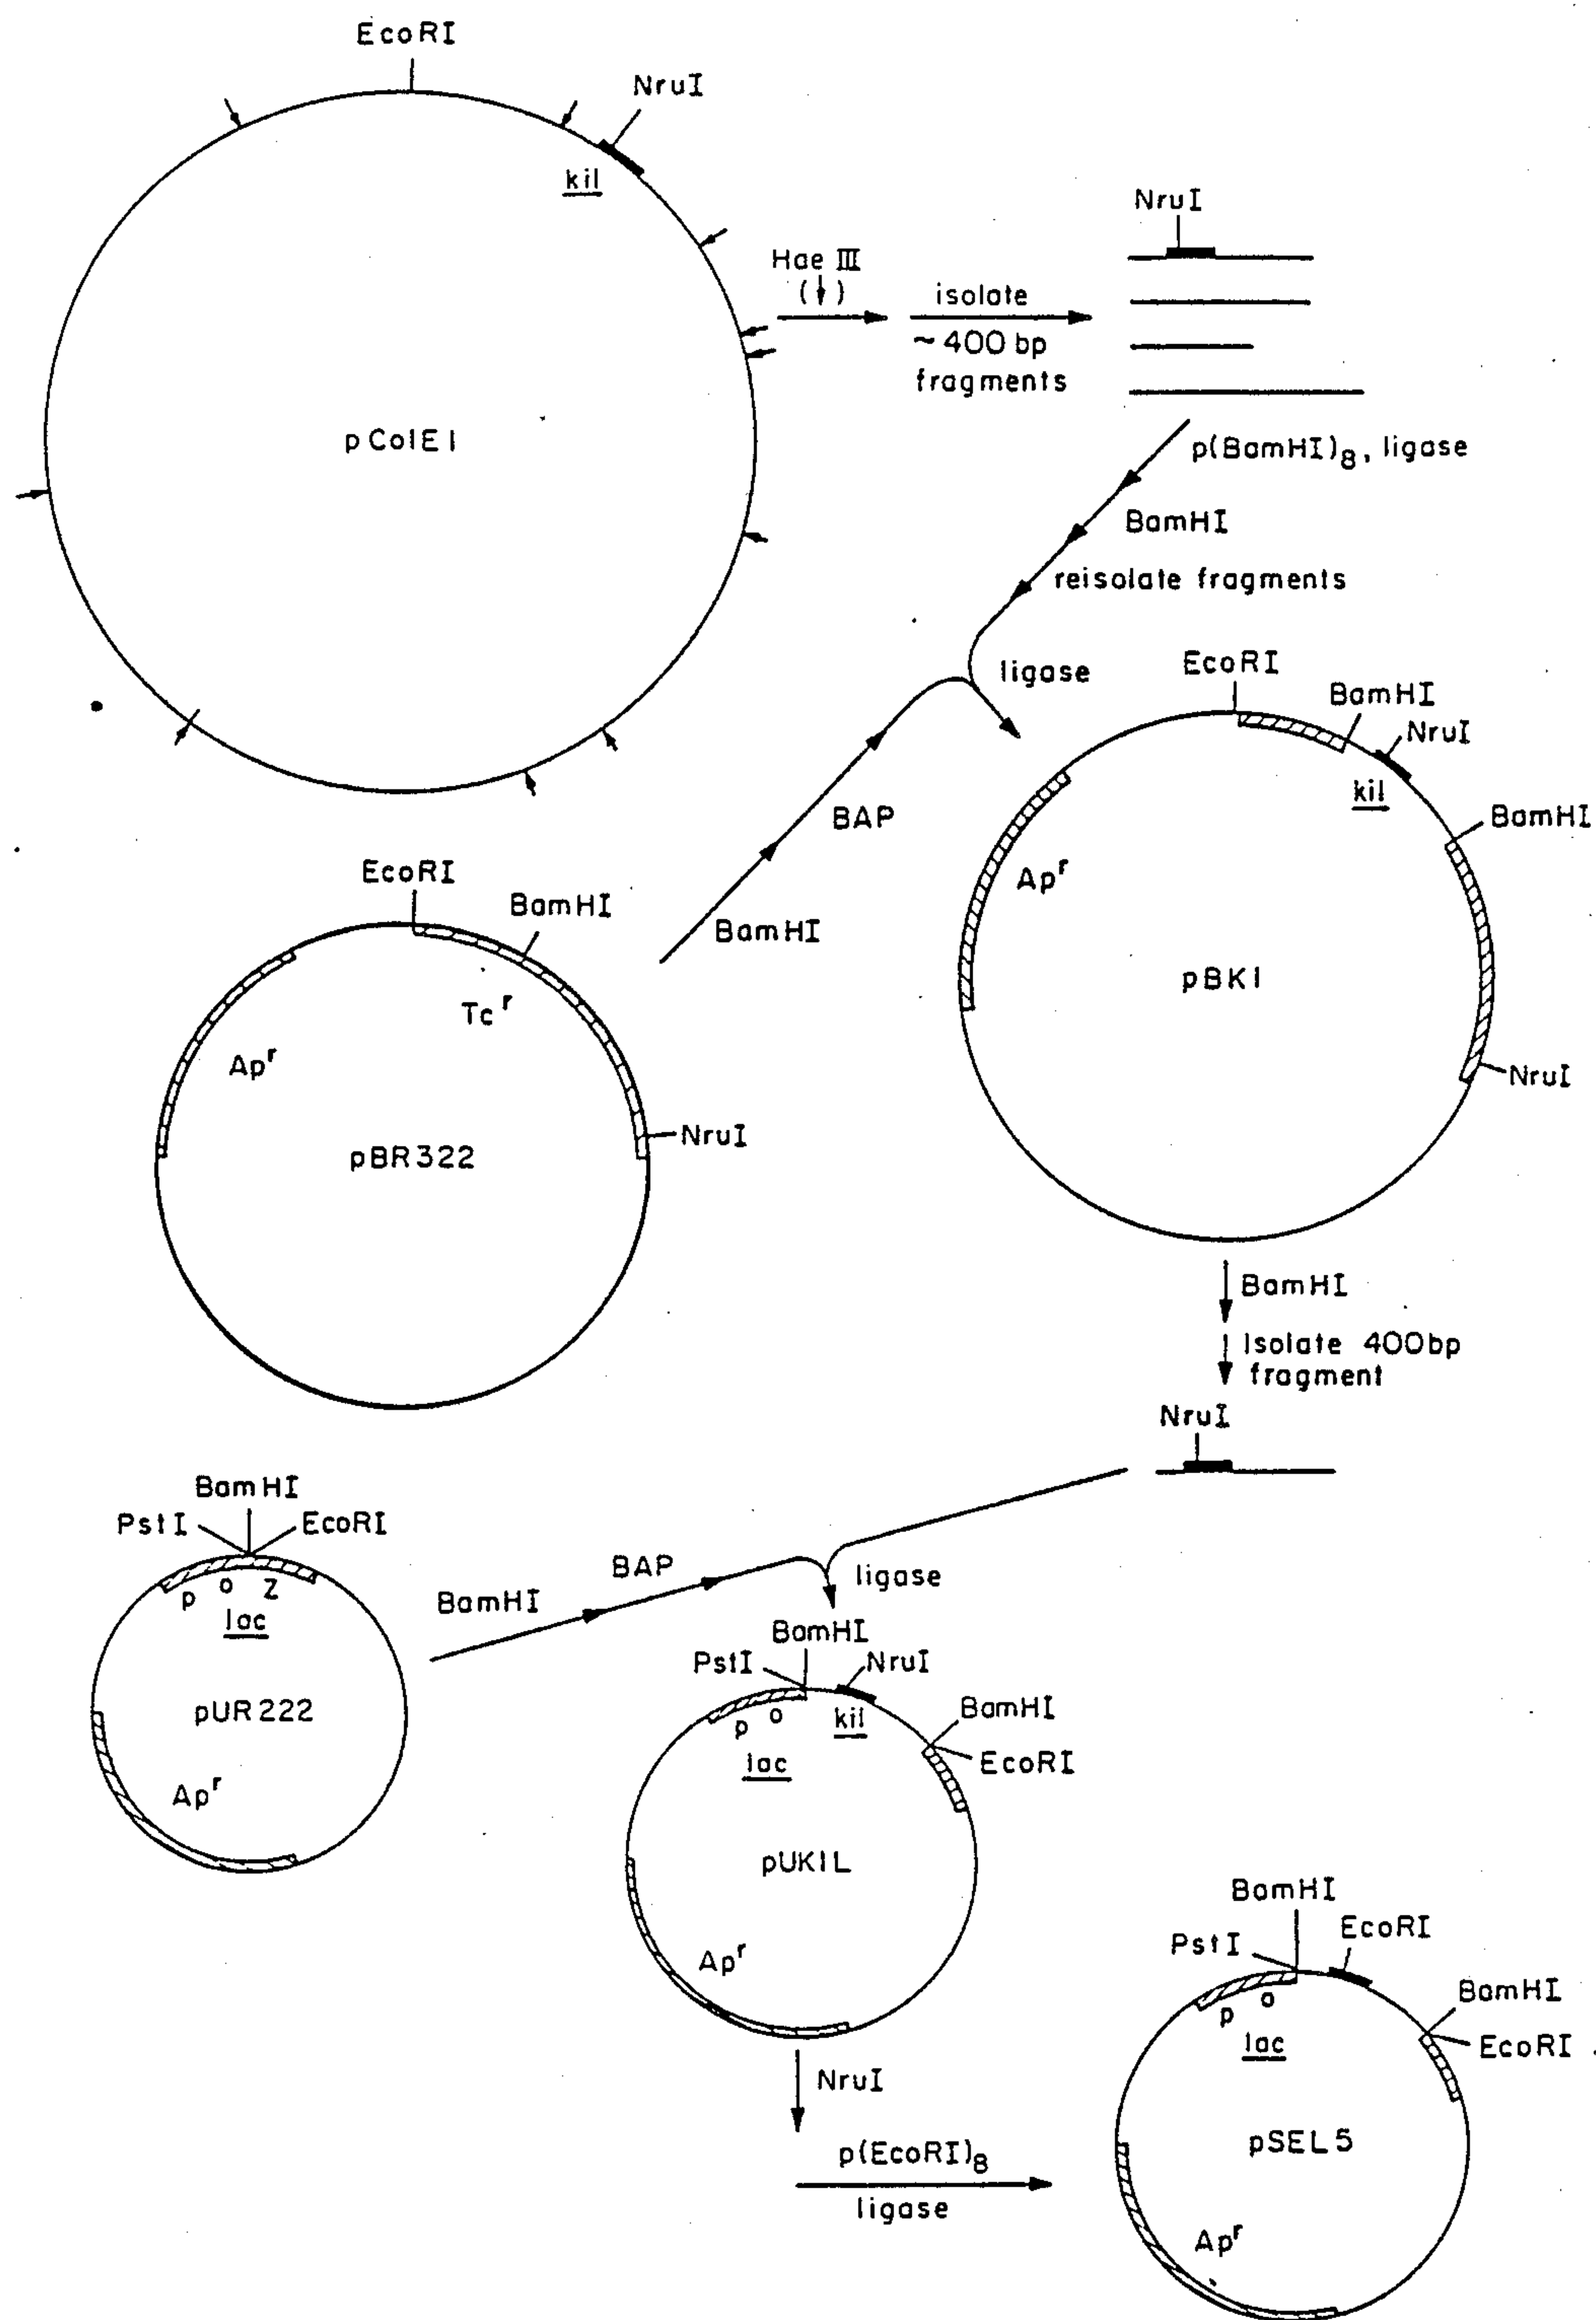 EcoRI
NruI
kil
pColE1
Hae III
(↓)
isolate
~400 bp
fragments
NruI
p(BamHI)8, ligase
BamHI
reisolate fragments
ligase
BAP
BamHI
EcoRI
BamHI
NruI
kil
BamHI
Apr
pBK1
NruI
EcoRI
BamHI
Tcr
Apr
pBR322
NruI
BamHI
Isolate 400bp
fragment
NruI
BamHI
PstI
EcoRI
p o z
lac
pUR222
Apr
BamHI
BAP
ligase
BamHI
PstI
NruI
p o
kil
lac
BamHI
EcoRI
pUK1L
Apr
NruI
p(EcoRI)8
ligase
BamHI
PstI
EcoRI
p o
lac
BamHI
EcoRI
pSEL5
Apr